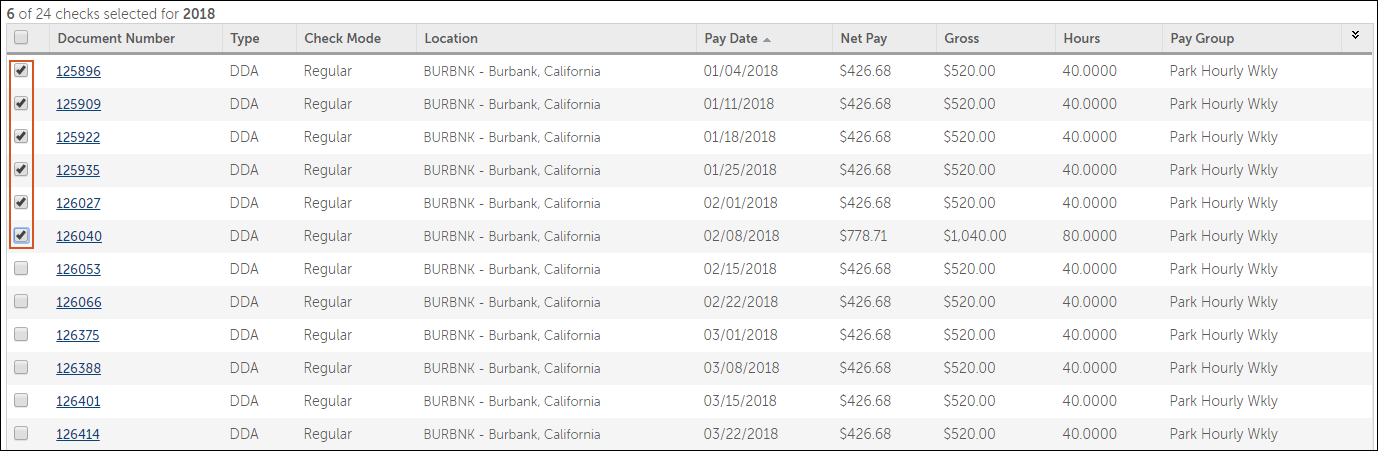 6 of 24 checks selected for 2018
Document Number Type Check Mode Location Pay Date Net Pay Gross Hours Pay Group
125896 DDA Regular BURBNK - Burbank, California 01/04/2018 $426.68 $520.00 40.0000 Park Hourly Wkly
125909 DDA Regular BURBNK - Burbank, California 01/11/2018 $426.68 $520.00 40.0000 Park Hourly Wkly
125922 DDA Regular BURBNK - Burbank, California 01/18/2018 $426.68 $520.00 40.0000 Park Hourly Wkly
125935 DDA Regular BURBNK - Burbank, California 01/25/2018 $426.68 $520.00 40.0000 Park Hourly Wkly
126027 DDA Regular BURBNK - Burbank, California 02/01/2018 $426.68 $520.00 40.0000 Park Hourly Wkly
126040 DDA Regular BURBNK - Burbank, California 02/08/2018 $778.71 $1,040.00 80.0000 Park Hourly Wkly
126053 DDA Regular BURBNK - Burbank, California 02/15/2018 $426.68 $520.00 40.0000 Park Hourly Wkly
126066 DDA Regular BURBNK - Burbank, California 02/22/2018 $426.68 $520.00 40.0000 Park Hourly Wkly
126375 DDA Regular BURBNK - Burbank, California 03/01/2018 $426.68 $520.00 40.0000 Park Hourly Wkly
126388 DDA Regular BURBNK - Burbank, California 03/08/2018 $426.68 $520.00 40.0000 Park Hourly Wkly
126401 DDA Regular BURBNK - Burbank, California 03/15/2018 $426.68 $520.00 40.0000 Park Hourly Wkly
126414 DDA Regular BURBNK - Burbank, California 03/22/2018 $426.68 $520.00 40.0000 Park Hourly Wkly